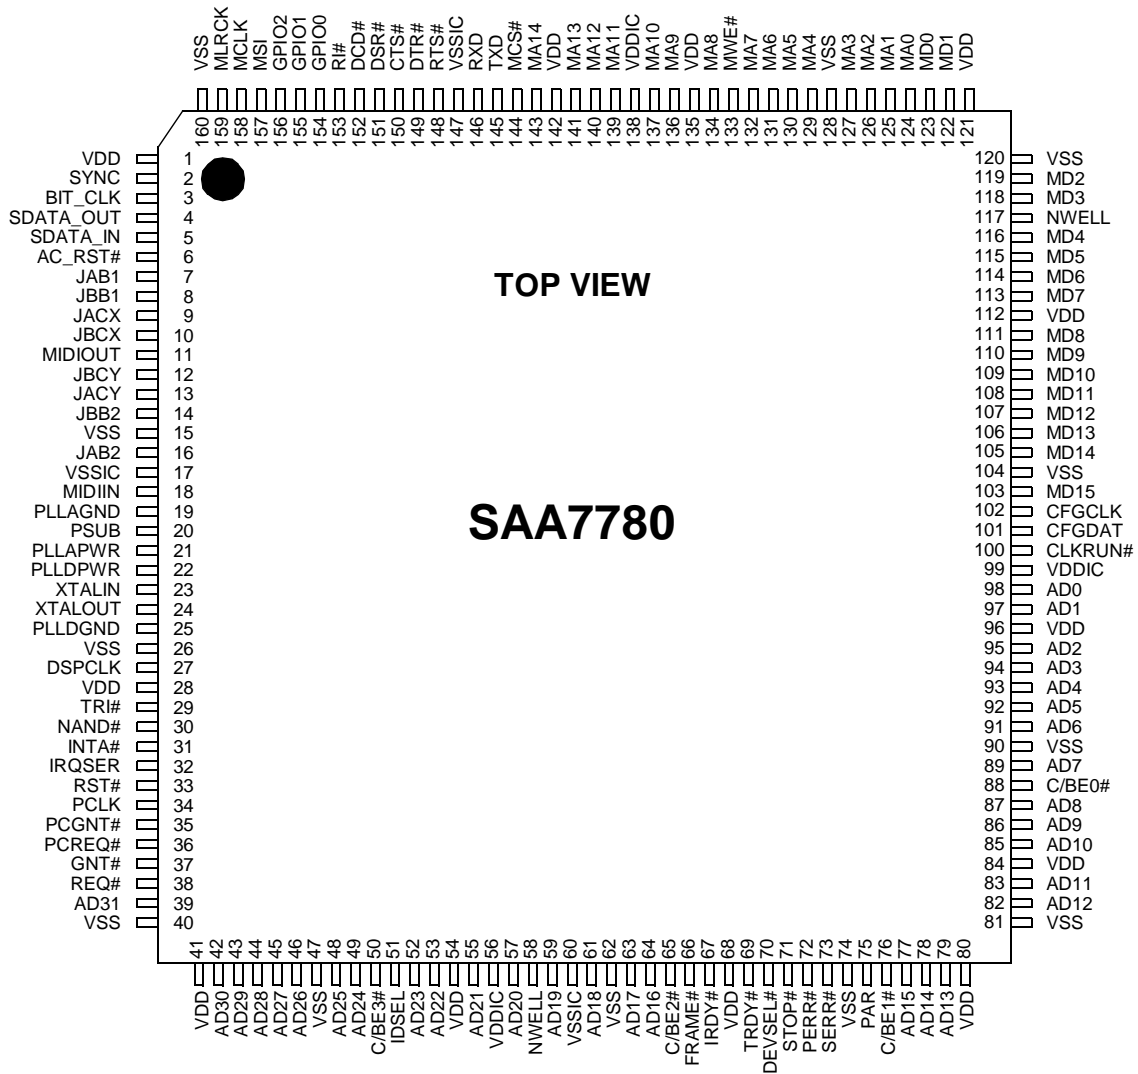 VSS MLRCK MCLK MSI GPIO2 GPIO1 GPIO0 RI# DCD# DSR# CTS# DTR# RTS# VSSIC RXD TXD MCS# MA14 VDD MA13 MA12 MA11 VDDIC MA10 MA9 VDD MA8 MWE# MA7 MA6 MA5 MA4 VSS MA3 MA2 MA1 MA0 MD0 MD1 VDD
160 159 158 157 156 155 154 153 152 151 150 149 148 147 146 145 144 143 142 141 140 139 138 137 136 135 134 133 132 131 130 129 128 127 126 125 124 123 122 121
VDD 1 120 VSS
SYNC 2 119 MD2
BIT_CLK 3 118 MD3
SDATA_OUT 4 117 NWELL
SDATA_IN 5 116 MD4
AC_RST# 6 115 MD5
JAB1 7 114 MD6
TOP VIEW
JBB1 8 113 MD7
JACX 9 112 VDD
JBCX 10 111 MD8
MIDIOUT 11 110 MD9
JBCY 12 109 MD10
JACY 13 108 MD11
JBB2 14 107 MD12
VSS 15 106 MD13
JAB2 16 105 MD14
VSSIC 17 104 VSS
MIDIIN 18 103 MD15
PLLAGND 19 102 CFGCLK
SAA7780
PSUB 20 101 CFGDAT
PLLAPWR 21 100 CLKRUN#
PLLDPWR 22 99 VDDIC
XTALIN 23 98 AD0
XTALOUT 24 97 AD1
PLLDGND 25 96 VDD
VSS 26 95 AD2
DSPCLK 27 94 AD3
VDD 28 93 AD4
TRI# 29 92 AD5
NAND# 30 91 AD6
INTA# 31 90 VSS
IRQSER 32 89 AD7
RST# 33 88 C/BE0#
PCLK 34 87 AD8
PCGNT# 35 86 AD9
PCREQ# 36 85 AD10
GNT# 37 84 VDD
REQ# 38 83 AD11
AD31 39 82 AD12
VSS 40 81 VSS
41 42 43 44 45 46 47 48 49 50 51 52 53 54 55 56 57 58 59 60 61 62 63 64 65 66 67 68 69 70 71 72 73 74 75 76 77 78 79 80
VDD AD30 AD29 AD28 AD27 AD26 VSS AD25 AD24 C/BE3# IDSEL AD23 AD22 VDD AD21 VDDIC AD20 NWELL AD19 VSSIC AD18 VSS AD17 AD16 C/BE2# FRAME# IRDY# VDD TRDY# DEVSEL# STOP# PERR# SERR# VSS PAR C/BE1# AD15 AD14 AD13 VDD